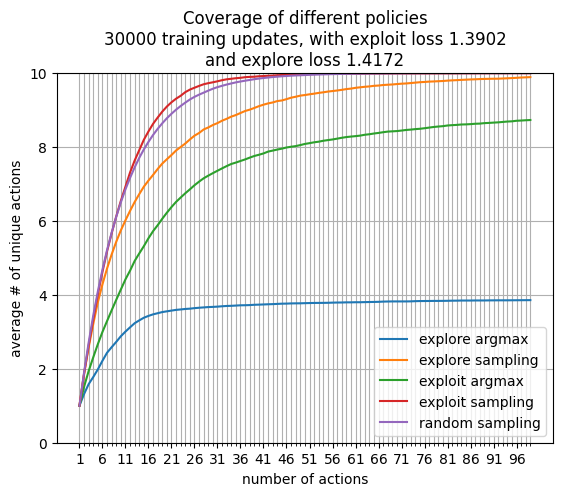 Coverage of different policies
30000 training updates, with exploit loss 1.3902
and explore loss 1.4172
10
8
6
4
2
0
average # of unique actions
explore argmax
explore sampling
exploit argmax
exploit sampling
random sampling
1 6 11 16 21 26 31 36 41 46 51 56 61 66 71 76 81 86 91 96
number of actions